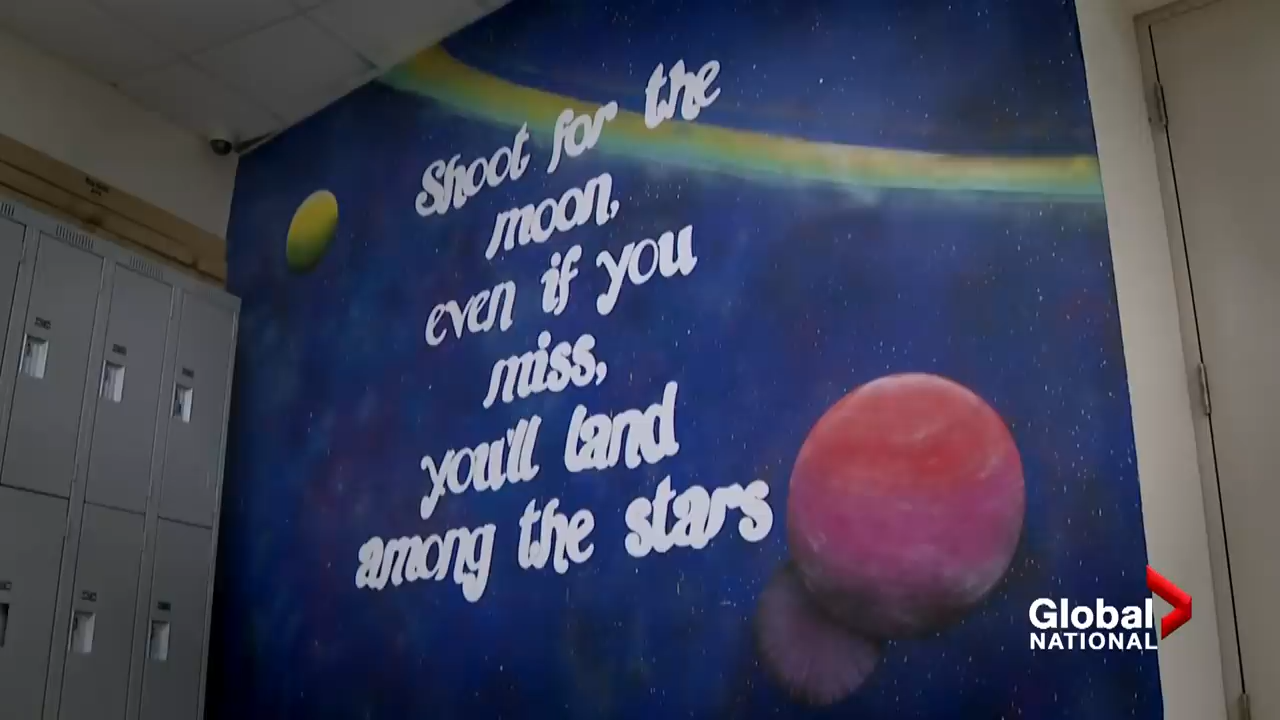 Shoot for the
moon,
even if you
miss,
you'll land
among the stars
Global
NATIONAL